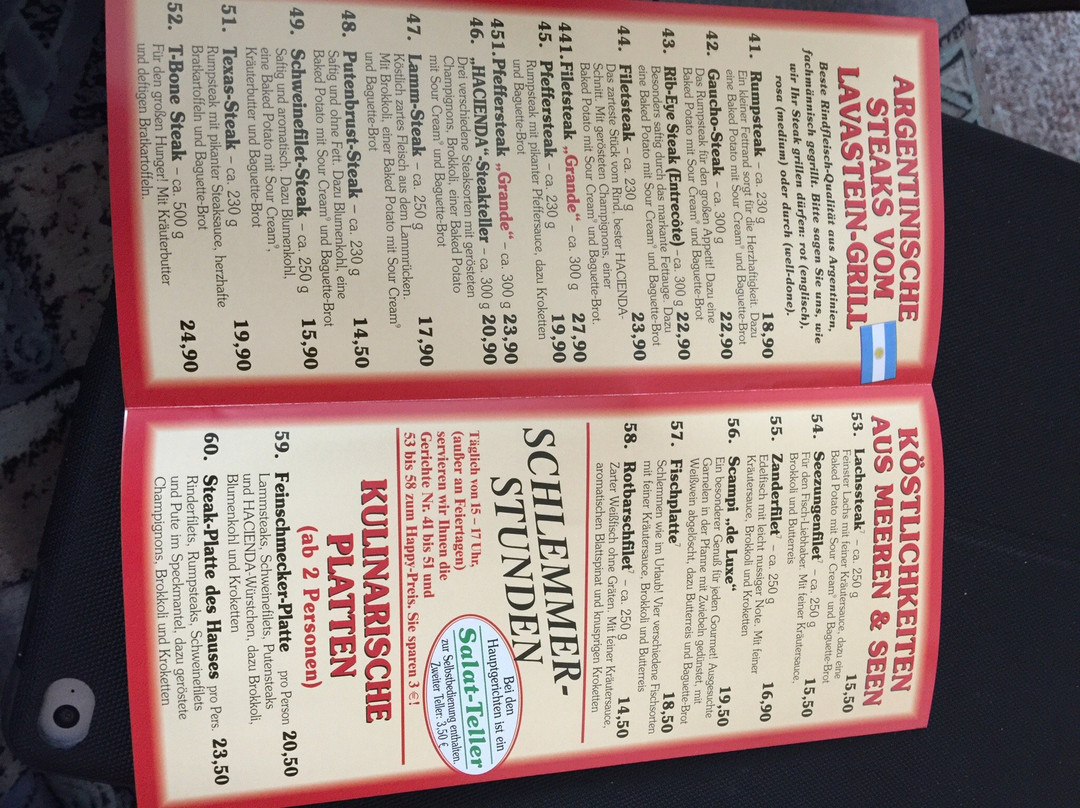 ARGENTINISCHE
STEAKS VOM
LAVASTEIN-GRILL
Beste Rindfleisch-Qualität aus Argentinien,
fachmännisch gegrillt. Bitte sagen Sie uns, wie
wir Ihr Steak grillen dürfen: rot (englisch),
rosa (medium) oder durch (well-done).
41. Rumpsteak – ca. 230 g 18,90
Ein kleiner Fettrand sorgt für die Herzhaftigkeit. Dazu
eine Baked Potato mit Sour Cream⁹ und Baguette-Brot
42. Gaucho-Steak – ca. 300 g 22,90
Das Rumpsteak für den großen Appetit! Dazu eine
Baked Potato mit Sour Cream⁹ und Baguette-Brot
43. Rib-Eye Steak (Entrecôte) – ca. 300 g 22,90
Besonders saftig durch das markante Fettauge. Dazu
eine Baked Potato mit Sour Cream⁹ und Baguette-Brot
44. Filetsteak – ca. 230 g 23,90
Das zarteste Stück vom Rind, bester HACIENDA-
Schnitt. Mit gerösteten Champignons, einer
Baked Potato mit Sour Cream⁹ und Baguette-Brot.
441. Filetsteak „Grande“ – ca. 300 g 27,90
45. Pfeffersteak – ca. 230 g 19,90
Rumpsteak mit pikanter Pfeffersauce, dazu Kroketten
und Baguette-Brot
451. Pfeffersteak „Grande“ – ca. 300 g 23,90
46. „HACIENDA“-Steakteller – ca. 300 g 20,90
Drei verschiedene Steaksorten mit gerösteten
Champignons, Brokkoli, einer Baked Potato
mit Sour Cream⁹ und Baguette-Brot
47. Lamm-Steak – ca. 250 g 17,90
Köstlich zartes Fleisch aus dem Lammrücken.
Mit Brokkoli, einer Baked Potato mit Sour Cream⁹
und Baguette-Brot
48. Putenbrust-Steak – ca. 230 g 14,50
Saftig und ohne Fett. Dazu Blumenkohl, eine
Baked Potato mit Sour Cream⁹ und Baguette-Brot
49. Schweinefilet-Steak – ca. 250 g 15,90
Saftig und aromatisch. Dazu Blumenkohl,
eine Baked Potato mit Sour Cream⁹,
Kräuterbutter und Baguette-Brot
51. Texas-Steak – ca. 230 g 19,90
Rumpsteak mit pikanter Steaksauce, herzhafte
Bratkartoffeln und Baguette-Brot
52. T-Bone Steak – ca. 500 g 24,90
Für den großen Hunger! Mit Kräuterbutter
und deftigen Bratkartoffeln.
KÖSTLICHKEITEN
AUS MEEREN & SEEN
53. Lachssteak² – ca. 250 g 15,50
Feinster Lachs mit feiner Kräutersauce, dazu eine
Baked Potato mit Sour Cream⁹ und Baguette-Brot
54. Seezungenfilet² – ca. 250 g 15,50
Für den Fisch-Liebhaber. Mit feiner Kräutersauce,
Brokkoli und Butterreis
55. Zanderfilet² – ca. 250 g 16,90
Edelfisch mit leicht nussiger Note. Mit feiner
Kräutersauce, Brokkoli und Kroketten
56. Scampi „de Luxe“ 19,50
Ein besonderer Genuß für jeden Gourmet! Ausgesuchte
Garnelen in der Pfanne mit Zwiebeln gedünstet, mit
Weißwein abgelöscht, dazu Butterreis und Baguette-Brot
57. Fischplatte² 18,50
Schlemmen wie im Urlaub! Vier verschiedene Fischsorten
mit feiner Kräutersauce, Brokkoli und Butterreis
58. Rotbarschfilet² – ca. 250 g 14,50
Zarter Weißfisch ohne Gräten. Mit feiner Kräutersauce,
aromatischen Blattspinat und knusprigen Kroketten
SCHLEMMER-
STUNDEN
Täglich von 15 – 17 Uhr,
(außer an Feiertagen)
servieren wir Ihnen die
Gerichte Nr. 41 bis 51 und
53 bis 58 zum Happy-Preis. Sie sparen 3 €!
Bei den
Hauptgerichten ist ein
Salat-Teller
zur Selbstbedienung enthalten.
Zweiter Teller: 3,50 €
KULINARISCHE
PLATTEN
(ab 2 Personen)
59. Feinschmecker-Platte pro Person 20,50
Lammsteaks, Schweinefilets, Putensteaks
und HACIENDA-Würstchen, dazu Brokkoli,
Blumenkohl und Kroketten
60. Steak-Platte des Hauses pro Pers. 23,50
Rinderfilets, Rumpsteaks, Schweinefilets
und Pute im Speckmantel, dazu geröstete
Champignons, Brokkoli und Kroketten